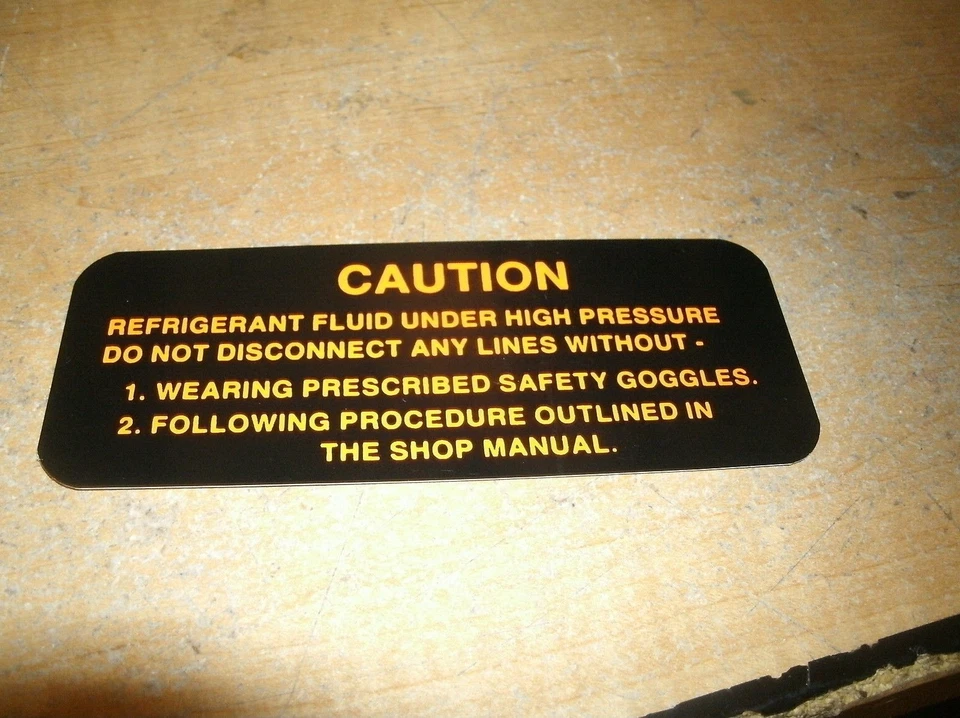 CAUTION
REFRIGERANT FLUID UNDER HIGH PRESSURE
DO NOT DISCONNECT ANY LINES WITHOUT -
1. WEARING PRESCRIBED SAFETY GOGGLES.
2. FOLLOWING PROCEDURE OUTLINED IN
THE SHOP MANUAL.